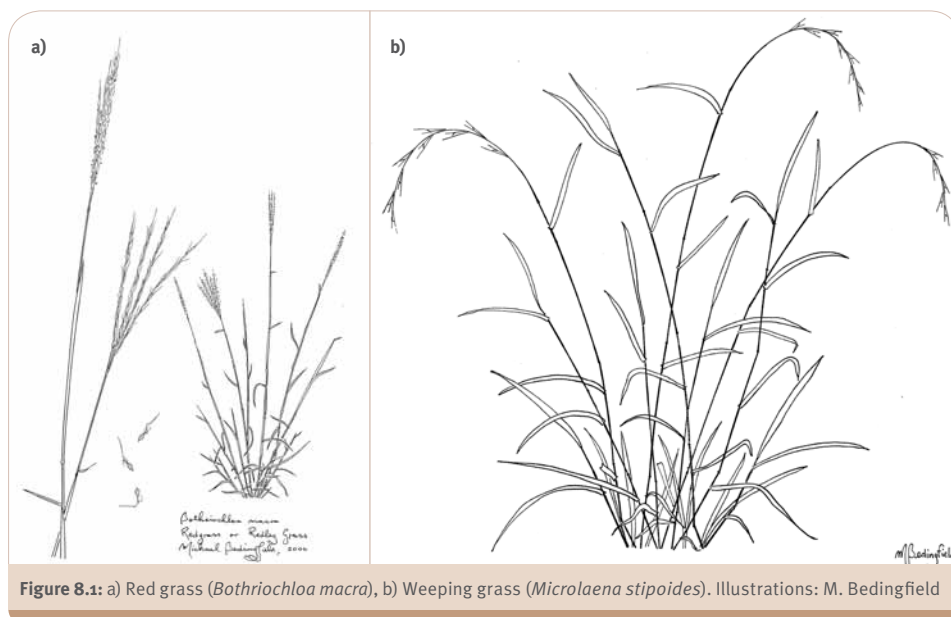 a)
b)
Bothriochloa macra
Redgrass or Redleg Grass
Michael Bedingfield, 2000
M Bedingfield
Figure 8.1: a) Red grass (Bothriochloa macra), b) Weeping grass (Microlaena stipoides). Illustrations: M. Bedingfield